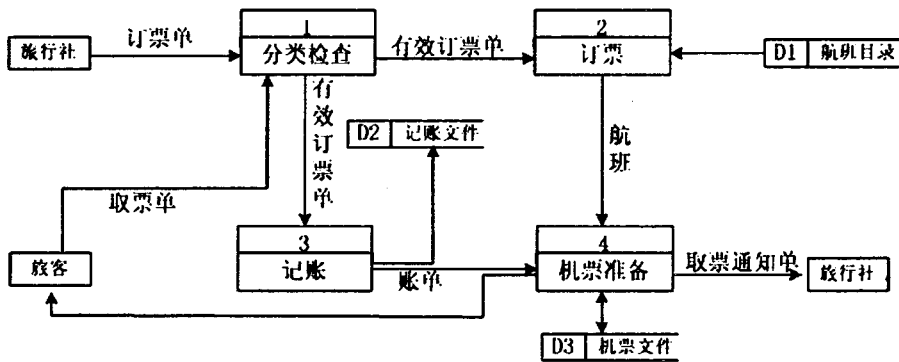 旅行社
订票单
1
分类检查
有效订票单
2
订票
D1 航班目录
有效订票单
D2 记账文件
航班
取票单
旅客
3
记账
账单
4
机票准备
取票通知单
旅行社
D3 机票文件